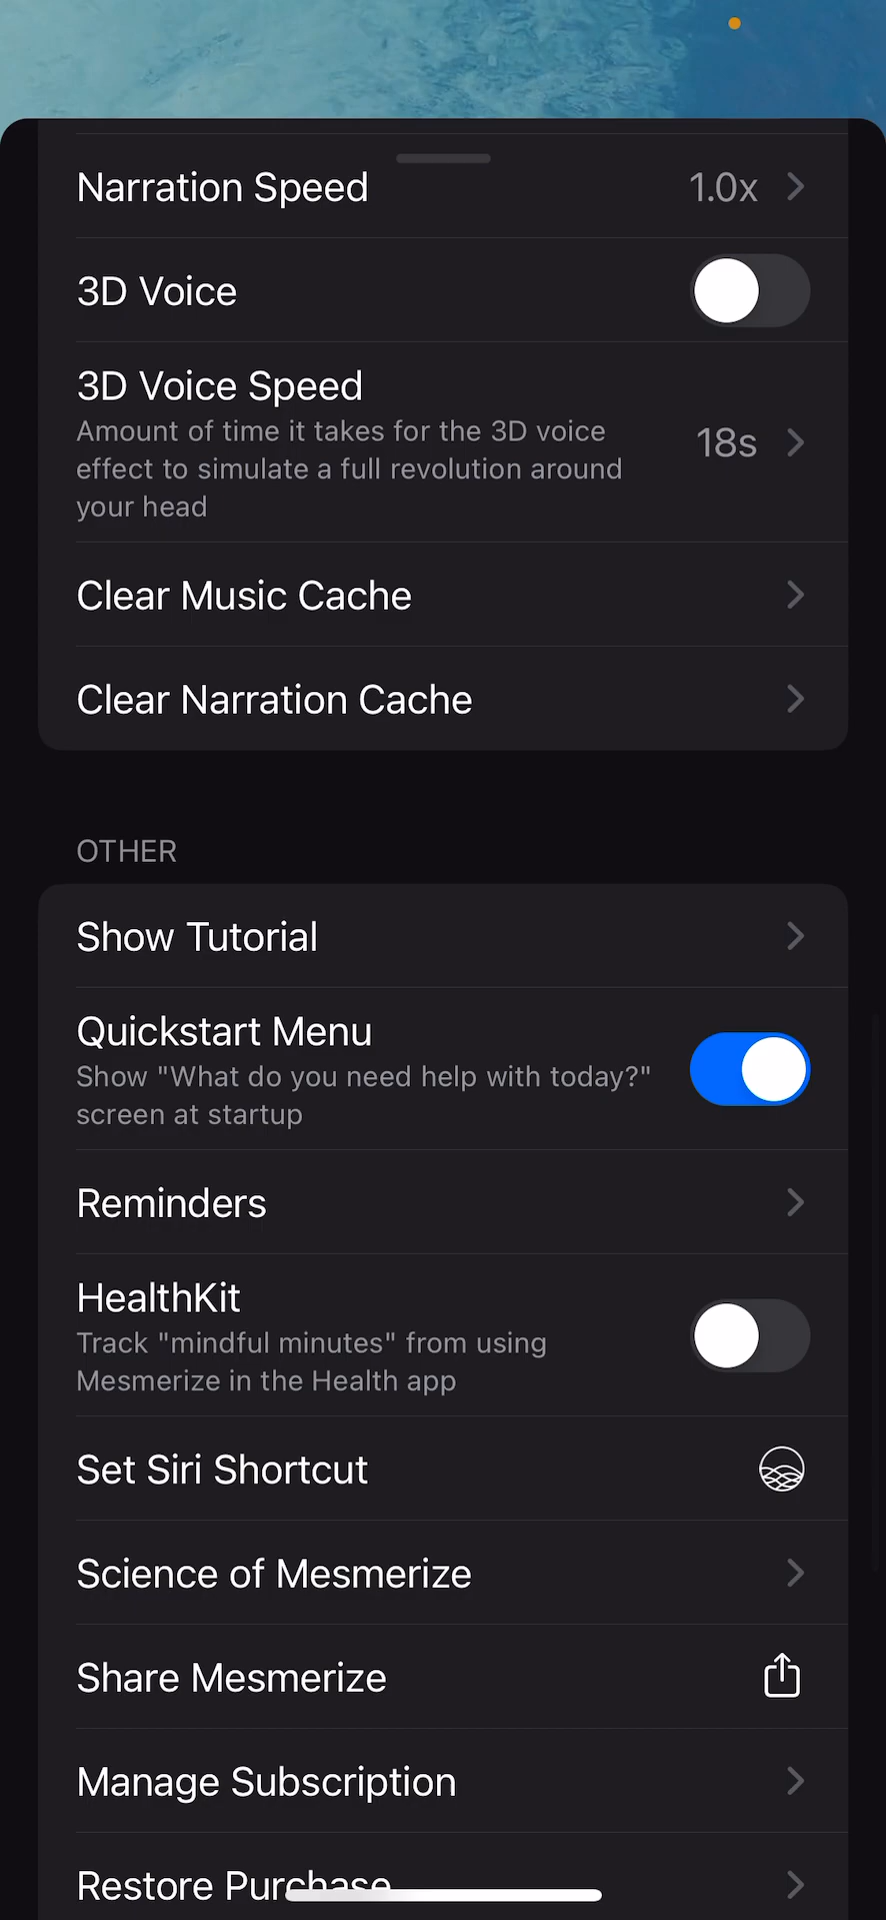 Narration Speed 1.0x
3D Voice
3D Voice Speed
Amount of time it takes for the 3D voice
effect to simulate a full revolution around
your head
18s
Clear Music Cache
Clear Narration Cache
OTHER
Show Tutorial
Quickstart Menu
Show "What do you need help with today?"
screen at startup
Reminders
HealthKit
Track "mindful minutes" from using
Mesmerize in the Health app
Set Siri Shortcut
Science of Mesmerize
Share Mesmerize
Manage Subscription
Restore Purchase